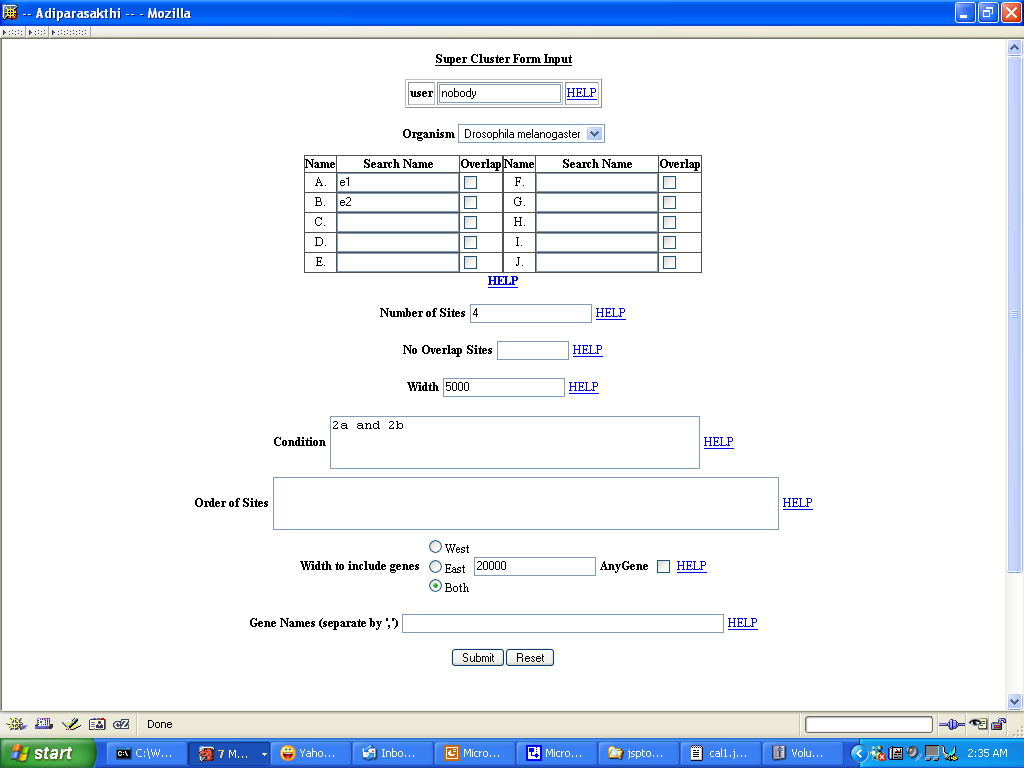 -- Adiparasakthi -- - Mozilla
Super Cluster Form Input
user nobody HELP
Organism Drosophila melanogaster
Name Search Name Overlap Name Search Name Overlap
A. e1 F.
B. e2 G.
C. H.
D. I.
E. J.
HELP
Number of Sites 4 HELP
No Overlap Sites HELP
Width 5000 HELP
Condition 2a and 2b HELP
Order of Sites HELP
West
Width to include genes East 20000 AnyGene HELP
Both
Gene Names (separate by ',') HELP
Submit Reset
Done
start C:\W... 7 M... Yaho... Inbo... Micro... Micro... jspto... cal1.j... Volu... 2:35 AM